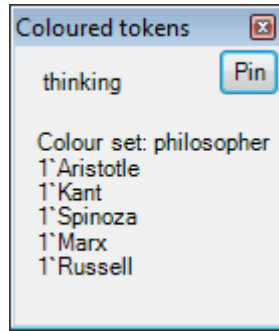 Coloured tokens
Pin
thinking
Colour set: philosopher
1`Aristotle
1`Kant
1`Spinoza
1`Marx
1`Russell